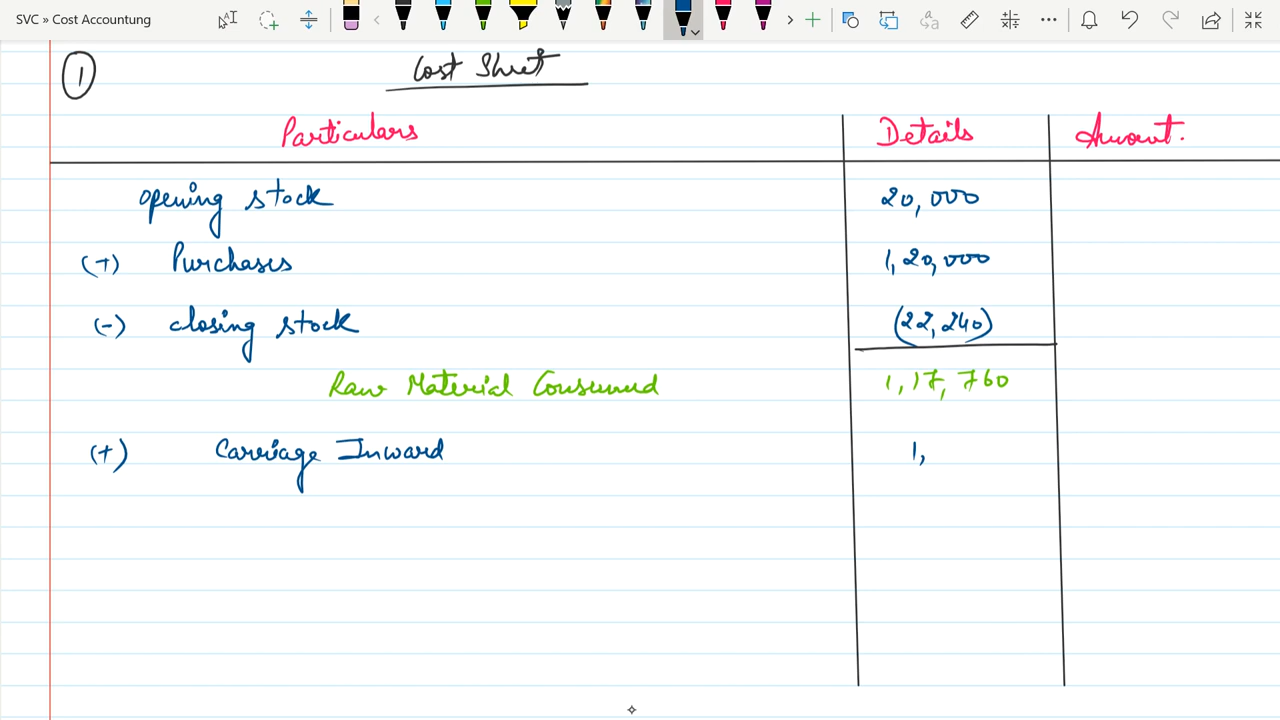 SVC » Cost Accountung
1 Cost Sheet
Particulars Details Amount.
opening stock 20,000
(+) Purchases 1,20,000
(-) closing stock (22,240)
Raw Material Consumed 1,17,760
(+) Carriage Inward 1,